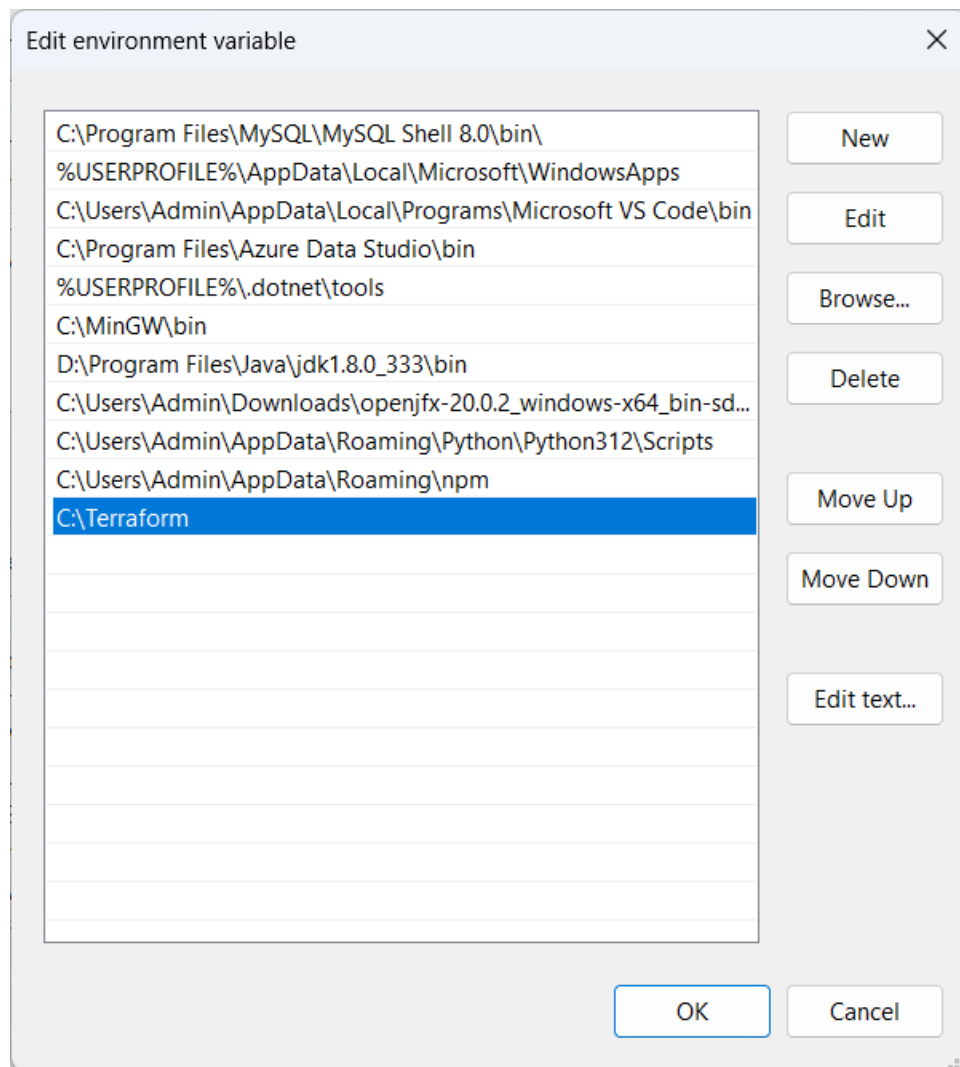 Edit environment variable
C:\Program Files\MySQL\MySQL Shell 8.0\bin\
%USERPROFILE%\AppData\Local\Microsoft\WindowsApps
C:\Users\Admin\AppData\Local\Programs\Microsoft VS Code\bin
C:\Program Files\Azure Data Studio\bin
%USERPROFILE%\.dotnet\tools
C:\MinGW\bin
D:\Program Files\Java\jdk1.8.0_333\bin
C:\Users\Admin\Downloads\openjfx-20.0.2_windows-x64_bin-sd...
C:\Users\Admin\AppData\Roaming\Python\Python312\Scripts
C:\Users\Admin\AppData\Roaming\npm
C:\Terraform
New
Edit
Browse...
Delete
Move Up
Move Down
Edit text...
OK
Cancel